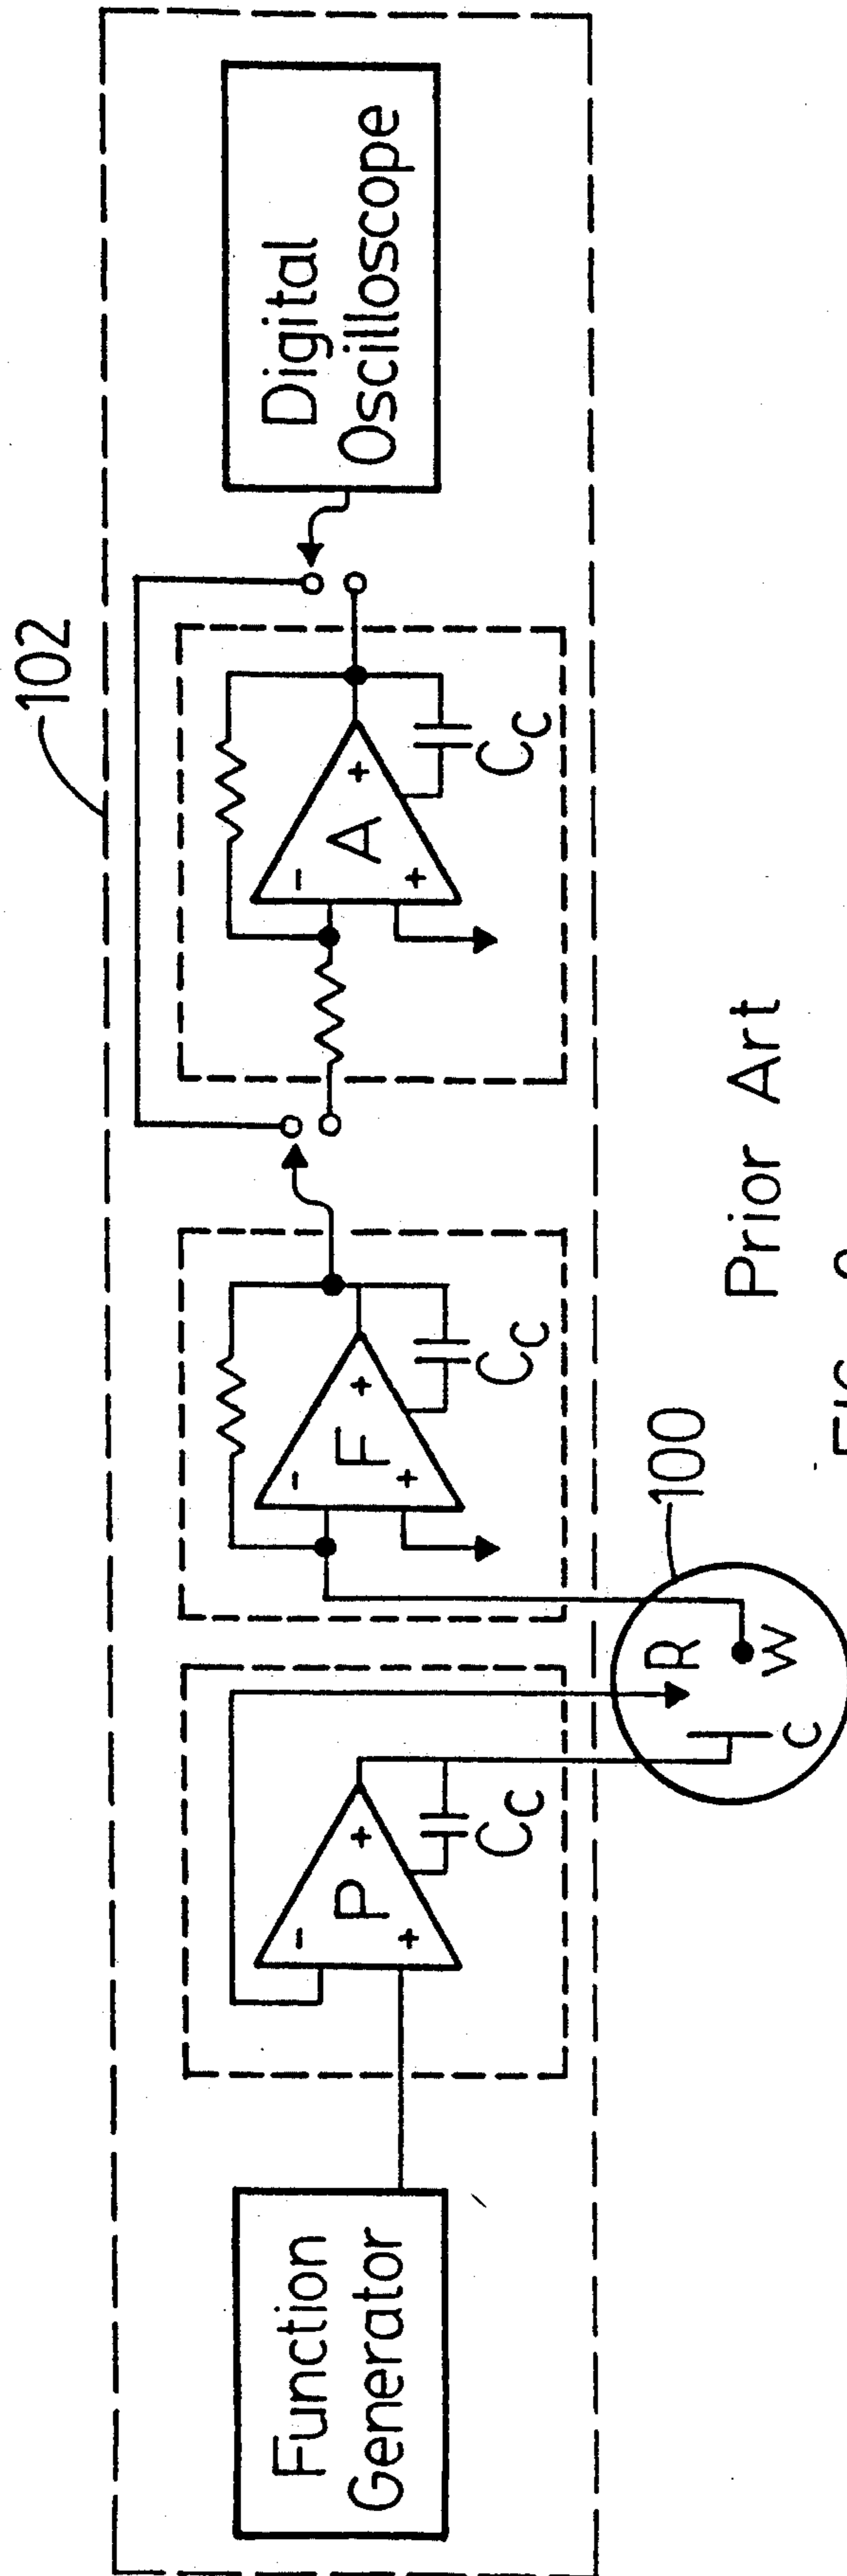 102
Function
Generator
-
+
P
+
Cc
-
+
F
+
Cc
-
+
A
+
Cc
Digital
Oscilloscope
R
W
C
100
Prior Art